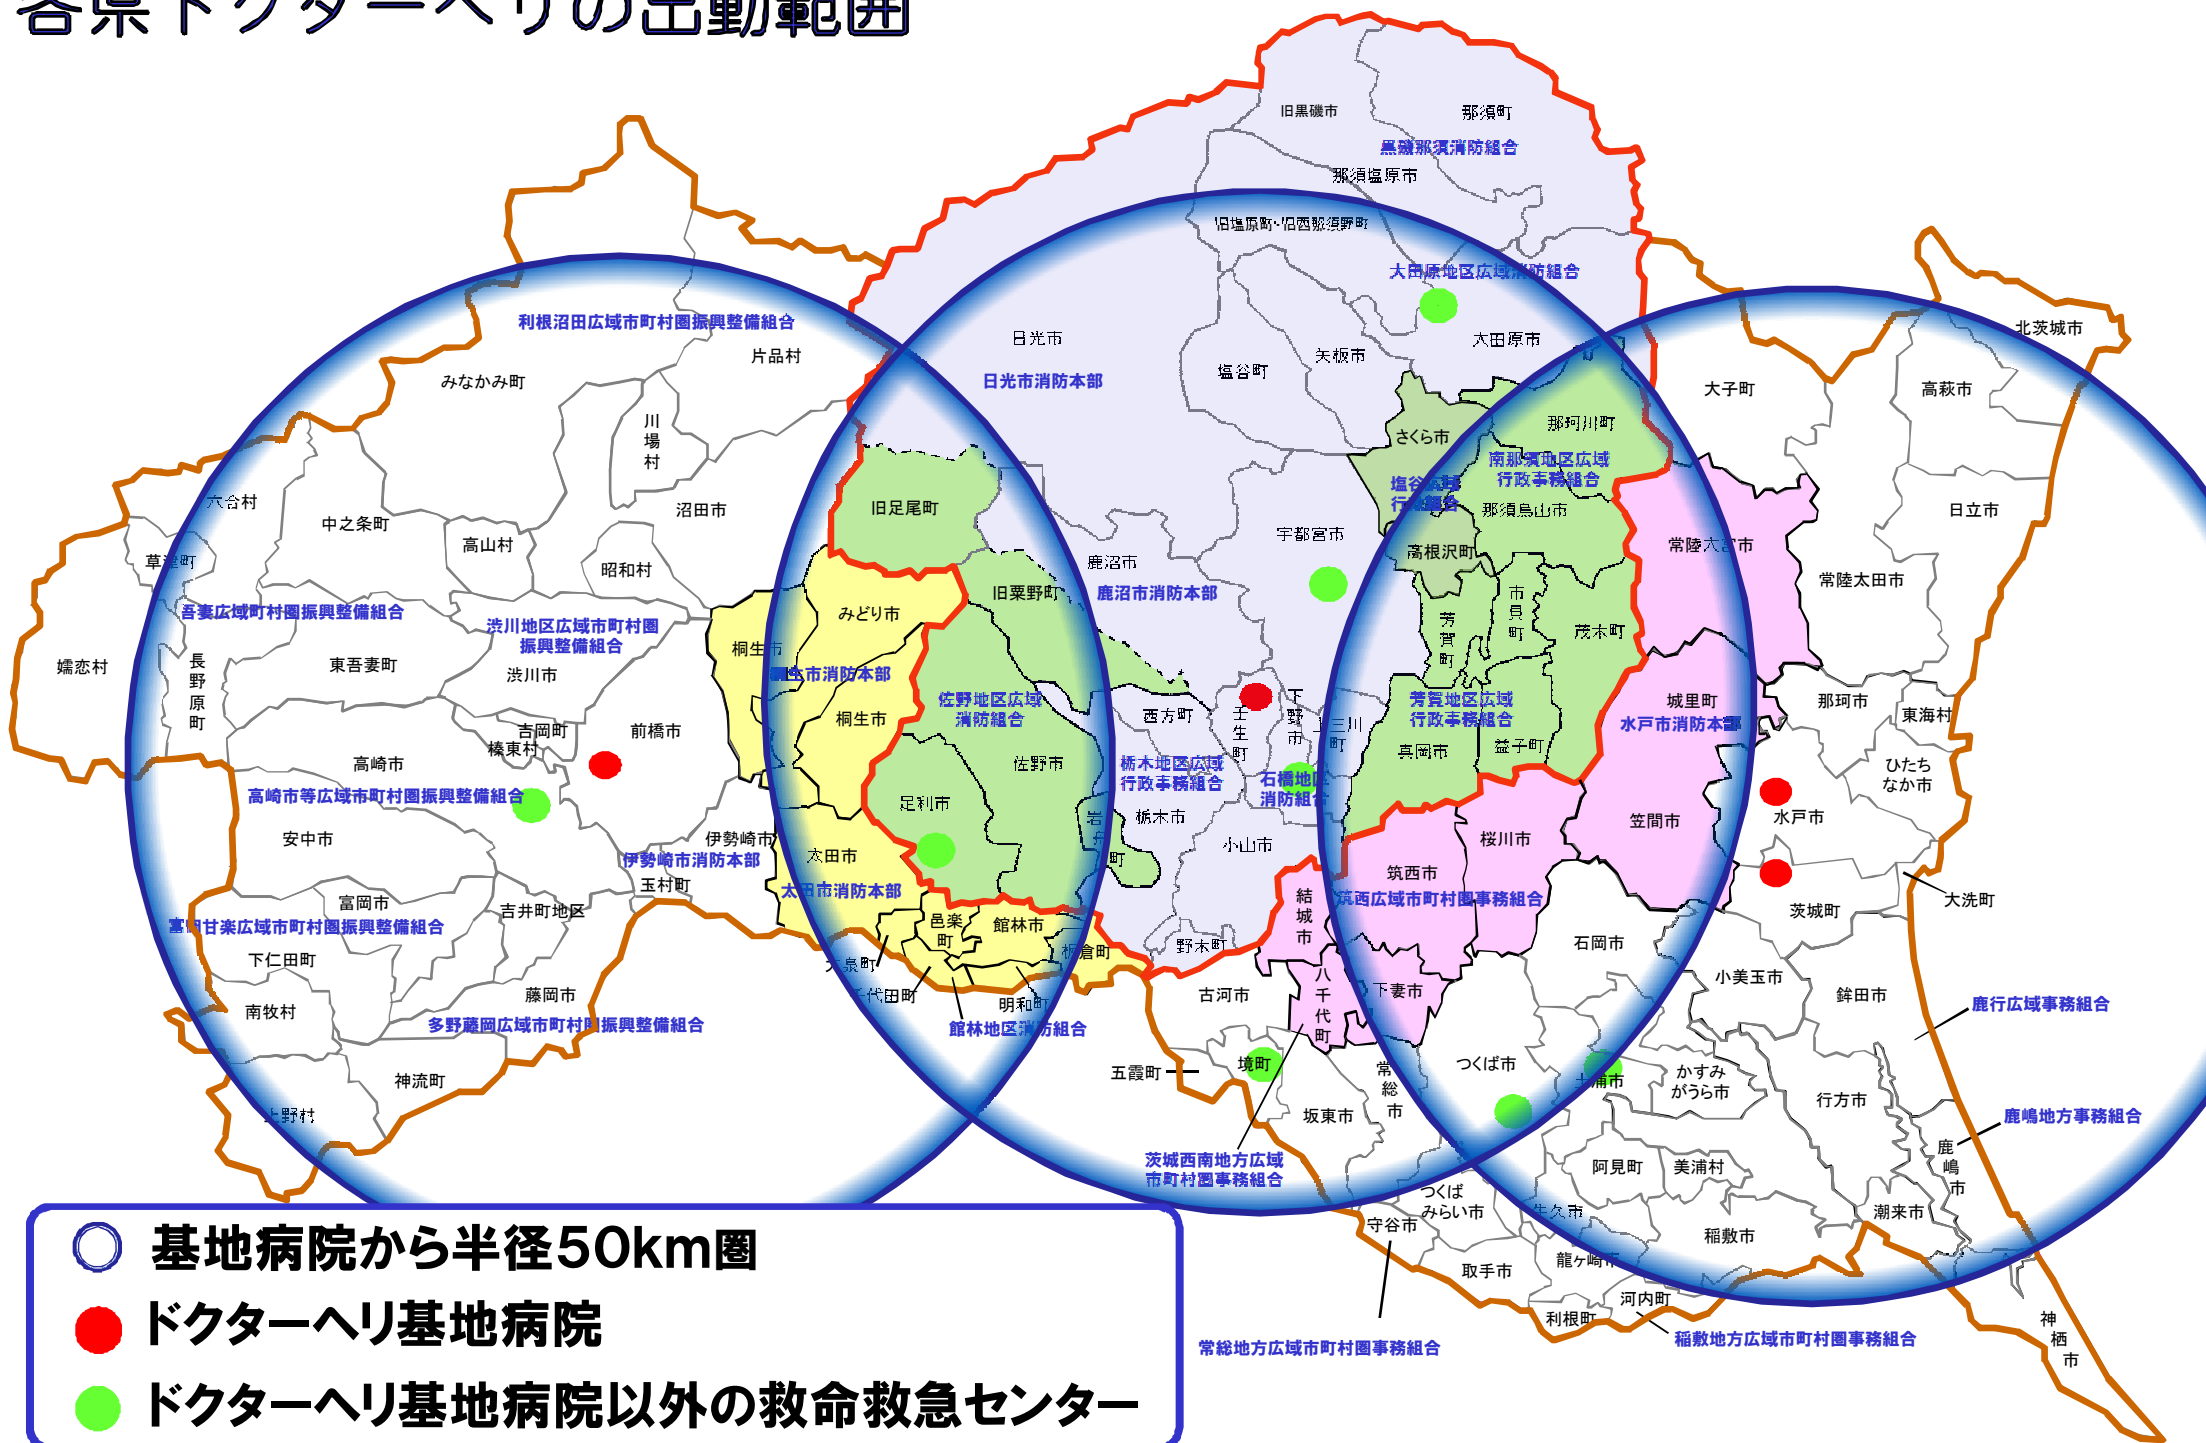 各県ドクターヘリの出動範囲
旧黒磯市
那須町
黒磯那須消防組合
那須塩原市
旧塩原町・旧西那須野町
大田原地区広域消防組合
大田原市
日光市
日光市消防本部
塩谷町
矢板市
さくら市
那珂川町
南那須地区広域
行政事務組合
塩谷広域
行政組合
那須烏山市
高根沢町
宇都宮市
鹿沼市
鹿沼市消防本部
旧足尾町
旧粟野町
芳賀町
市貝町
茂木町
芳賀地区広域
行政事務組合
真岡市
益子町
西方町
壬生町
下野市
上三川町
栃木地区広域
行政事務組合
石橋地区
消防組合
栃木市
小山市
野木町
岩舟町
佐野地区広域
消防組合
佐野市
足利市
利根沼田広域市町村圏振興整備組合
みなかみ町
片品村
川場村
沼田市
昭和村
高山村
中之条町
六合村
草津町
嬬恋村
長野原町
吾妻広域町村圏振興整備組合
東吾妻町
渋川地区広域市町村圏
振興整備組合
渋川市
吉岡町
榛東村
前橋市
高崎市
高崎市等広域市町村圏振興整備組合
安中市
伊勢崎市
伊勢崎市消防本部
玉村町
富岡市
富岡甘楽広域市町村圏振興整備組合
吉井町地区
下仁田町
南牧村
藤岡市
多野藤岡広域市町村圏振興整備組合
神流町
上野村
桐生市
みどり市
桐生市消防本部
桐生市
太田市
太田市消防本部
邑楽町
館林市
板倉町
大泉町
千代田町
明和町
館林地区消防組合
大子町
北茨城市
高萩市
日立市
常陸大宮市
常陸太田市
城里町
水戸市消防本部
那珂市
東海村
ひたち
なか市
水戸市
笠間市
桜川市
筑西市
筑西広域市町村圏事務組合
結城市
茨城町
大洗町
石岡市
小美玉市
鉾田市
鹿行広域事務組合
八千代町
下妻市
古河市
五霞町
境町
坂東市
常総市
つくば市
土浦市
かすみ
がうら市
行方市
鹿嶋地方事務組合
鹿嶋市
茨城西南地方広域
市町村圏事務組合
阿見町
美浦村
つくば
みらい市
守谷市
牛久市
稲敷市
潮来市
取手市
龍ヶ崎市
利根町
河内町
神栖市
常総地方広域市町村圏事務組合
稲敷地方広域市町村圏事務組合
基地病院から半径50km圏
ドクターヘリ基地病院
ドクターヘリ基地病院以外の救命救急センター